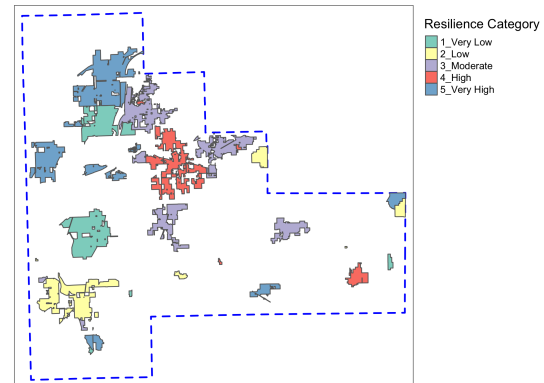 Resilience Category
1_Very Low
2_Low
3_Moderate
4_High
5_Very High